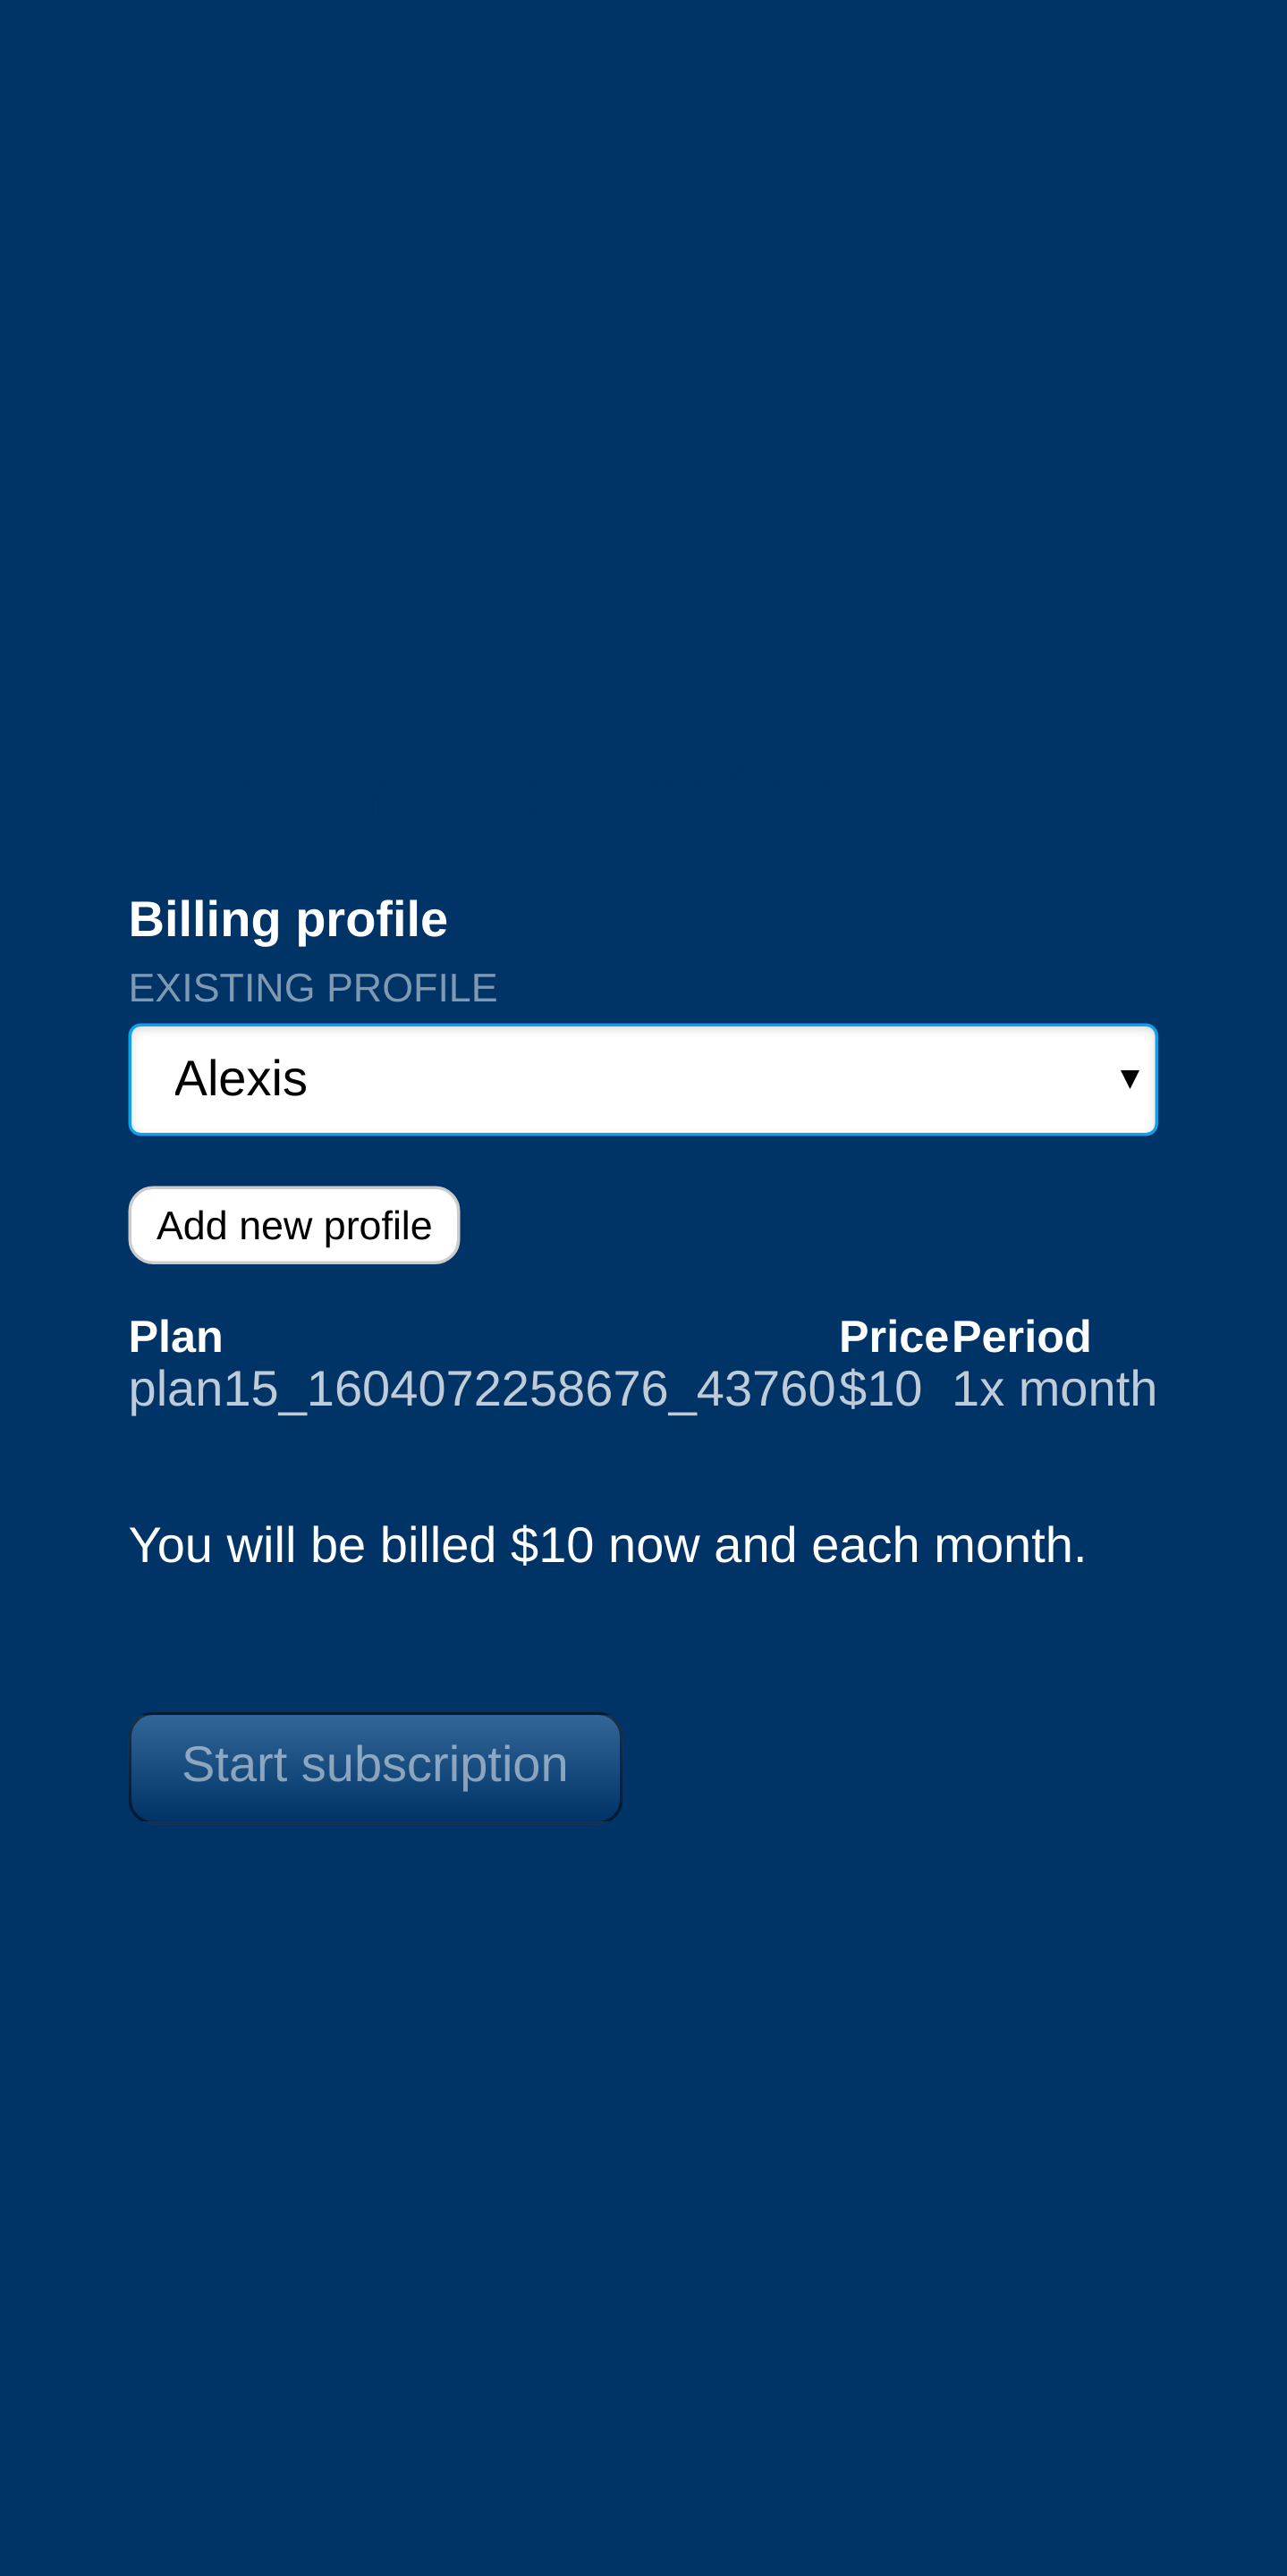 Billing profile
EXISTING PROFILE
Alexis
Add new profile
Plan Price Period
plan15_1604072258676_43760 $10 1x month
You will be billed $10 now and each month.
Start subscription